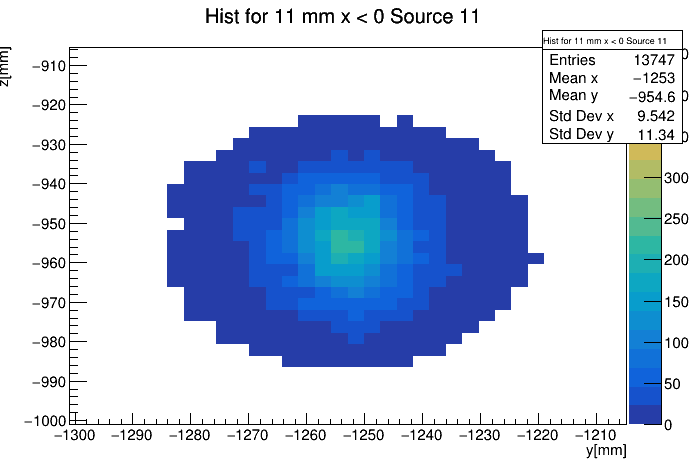 Hist for 11 mm x < 0 Source 11
z[mm]
Hist for 11 mm x < 0 Source 11
Entries 13747
Mean x −1253
Mean y −954.6
Std Dev x 9.542
Std Dev y 11.34
−910
−920
−930
−940
−950
−960
−970
−980
−990
−1000
−1300 −1290 −1280 −1270 −1260 −1250 −1240 −1230 −1220 −1210
y[mm]
350
300
250
200
150
100
50
0